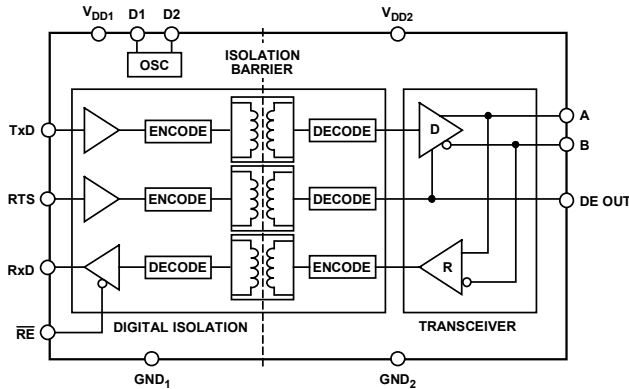 VDD1 D1 D2 VDD2
OSC
ISOLATION
BARRIER
TxD ENCODE DECODE D A
B
RTS ENCODE DECODE DE OUT
RxD DECODE ENCODE R
RE
DIGITAL ISOLATION TRANSCEIVER
GND1 GND2